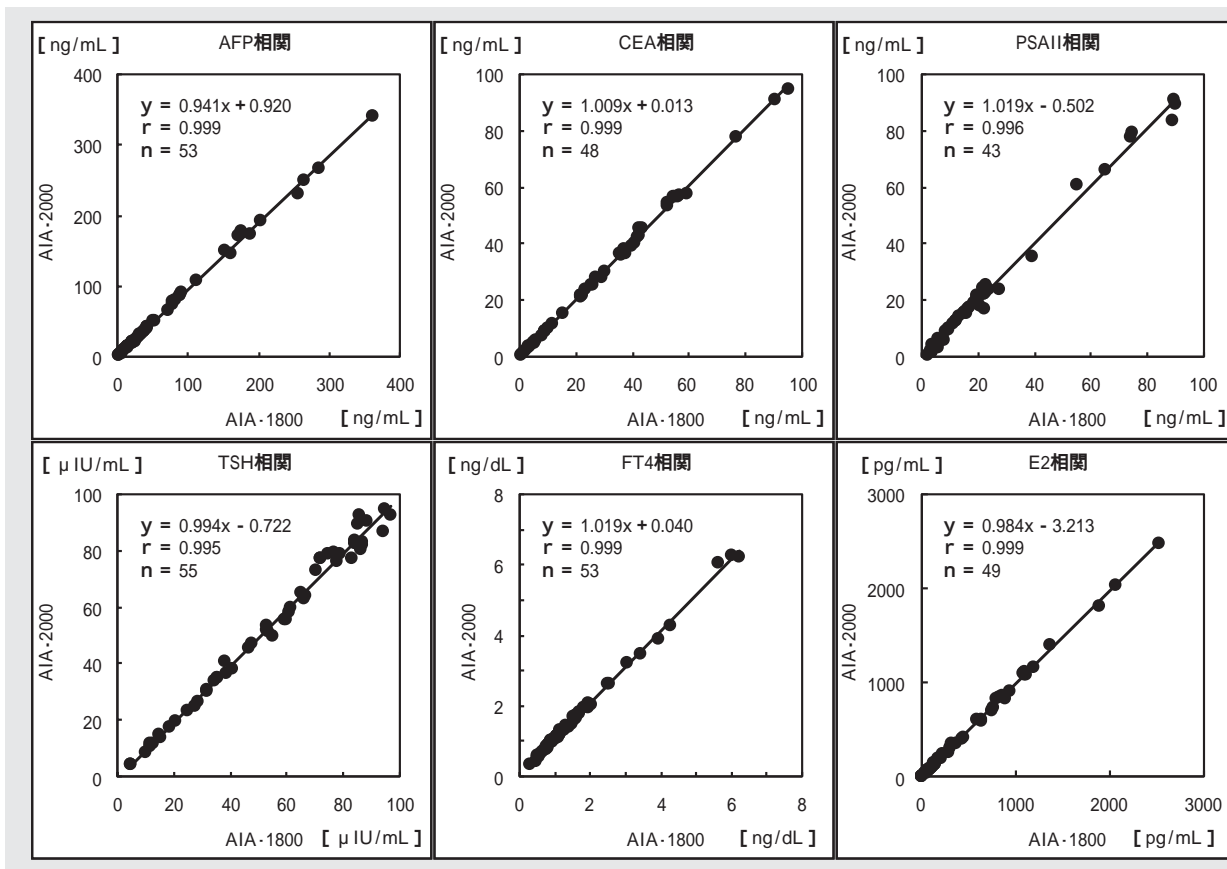 [ ng/mL ] AFP相関
400
300
200
100
0
y = 0.941x + 0.920
r = 0.999
n = 53
AIA-2000
0 100 200 300 400
AIA-1800 [ ng/mL ]
[ ng/mL ] CEA相関
100
80
60
40
20
0
y = 1.009x + 0.013
r = 0.999
n = 48
AIA-2000
0 20 40 60 80 100
AIA-1800 [ ng/mL ]
[ ng/mL ] PSAII相関
100
80
60
40
20
0
y = 1.019x - 0.502
r = 0.996
n = 43
AIA-2000
0 20 40 60 80 100
AIA-1800 [ ng/mL ]
[ μIU/mL ] TSH相関
100
80
60
40
20
0
y = 0.994x - 0.722
r = 0.995
n = 55
AIA-2000
0 20 40 60 80 100
AIA-1800 [ μIU/mL ]
[ ng/dL ] FT4相関
8
6
4
2
0
y = 1.019x + 0.040
r = 0.999
n = 53
AIA-2000
0 2 4 6 8
AIA-1800 [ ng/dL ]
[ pg/mL ] E2相関
3000
2000
1000
0
y = 0.984x - 3.213
r = 0.999
n = 49
AIA-2000
0 1000 2000 3000
AIA-1800 [ pg/mL ]